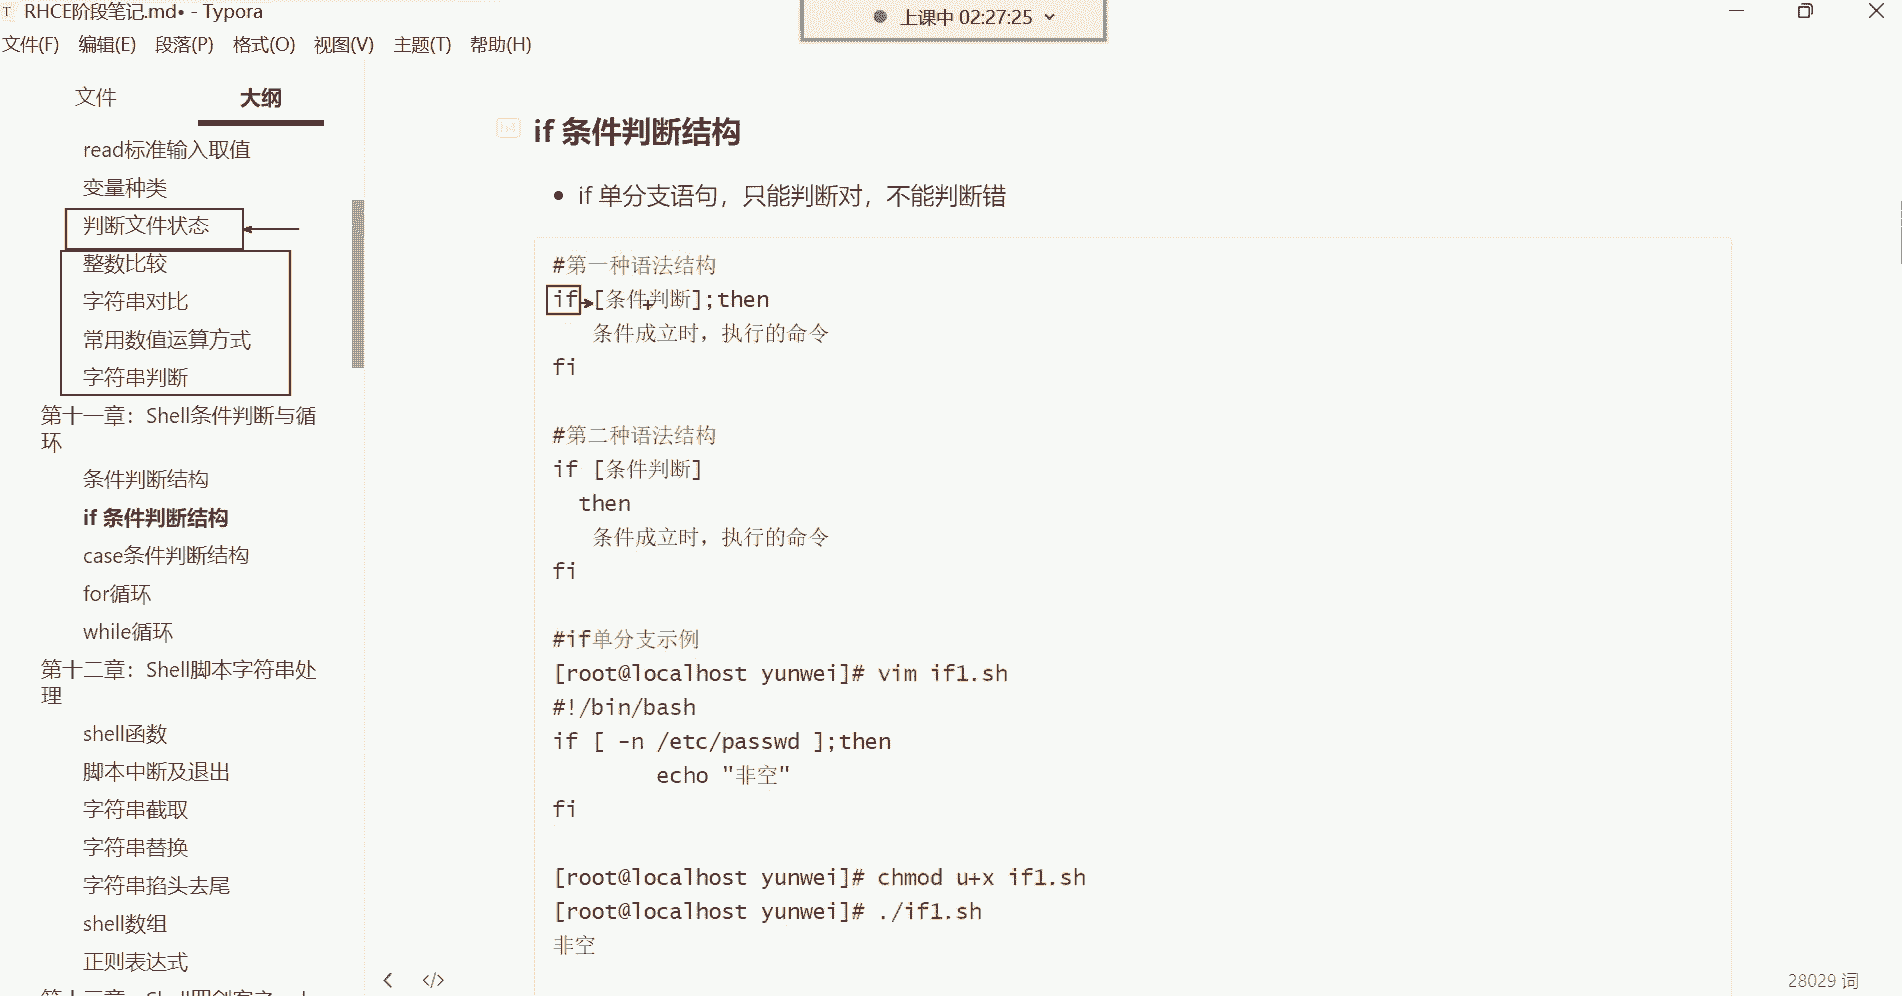 RHCE阶段笔记.md• - Typora
上课中 02:27:25
文件(F) 编辑(E) 段落(P) 格式(O) 视图(V) 主题(T) 帮助(H)
文件 大纲
read标准输入取值
变量种类
判断文件状态
整数比较
字符串对比
常用数值运算方式
字符串判断
第十一章：Shell条件判断与循
环
条件判断结构
if 条件判断结构
case条件判断结构
for循环
while循环
第十二章：Shell脚本字符串处
理
shell函数
脚本中断及退出
字符串截取
字符串替换
字符串掐头去尾
shell数组
正则表达式
if 条件判断结构
• if 单分支语句，只能判断对，不能判断错
#第一种语法结构
if [条件判断];then
条件成立时，执行的命令
fi
#第二种语法结构
if [条件判断]
then
条件成立时，执行的命令
fi
#if单分支示例
[root@localhost yunwei]# vim if1.sh
#!/bin/bash
if [ -n /etc/passwd ];then
echo "非空"
fi
[root@localhost yunwei]# chmod u+x if1.sh
[root@localhost yunwei]# ./if1.sh
非空
28029 词